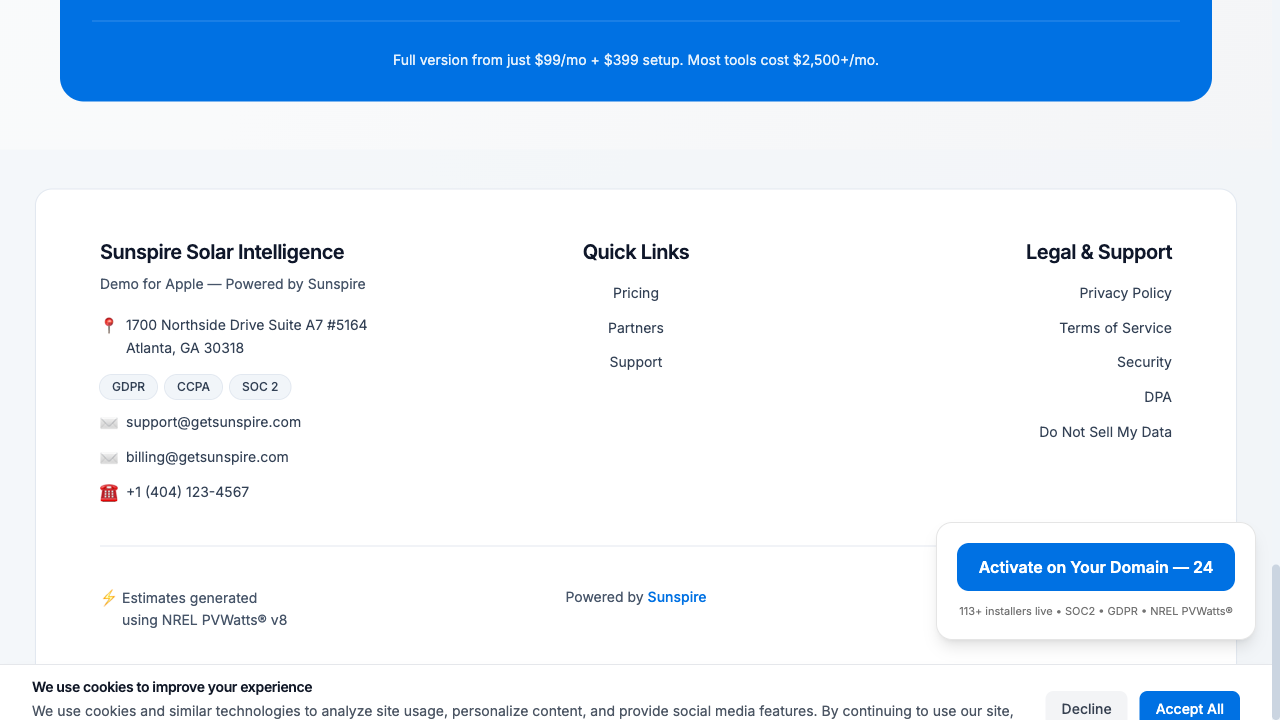 Full version from just $99/mo + $399 setup. Most tools cost $2,500+/mo.
Sunspire Solar Intelligence
Demo for Apple — Powered by Sunspire
1700 Northside Drive Suite A7 #5164
Atlanta, GA 30318
GDPR
CCPA
SOC 2
support@getsunspire.com
billing@getsunspire.com
+1 (404) 123-4567
Quick Links
Pricing
Partners
Support
Legal & Support
Privacy Policy
Terms of Service
Security
DPA
Do Not Sell My Data
Activate on Your Domain — 24
113+ installers live • SOC2 • GDPR • NREL PVWatts®
Estimates generated
using NREL PVWatts® v8
Powered by Sunspire
We use cookies to improve your experience
We use cookies and similar technologies to analyze site usage, personalize content, and provide social media features. By continuing to use our site,
Decline
Accept All